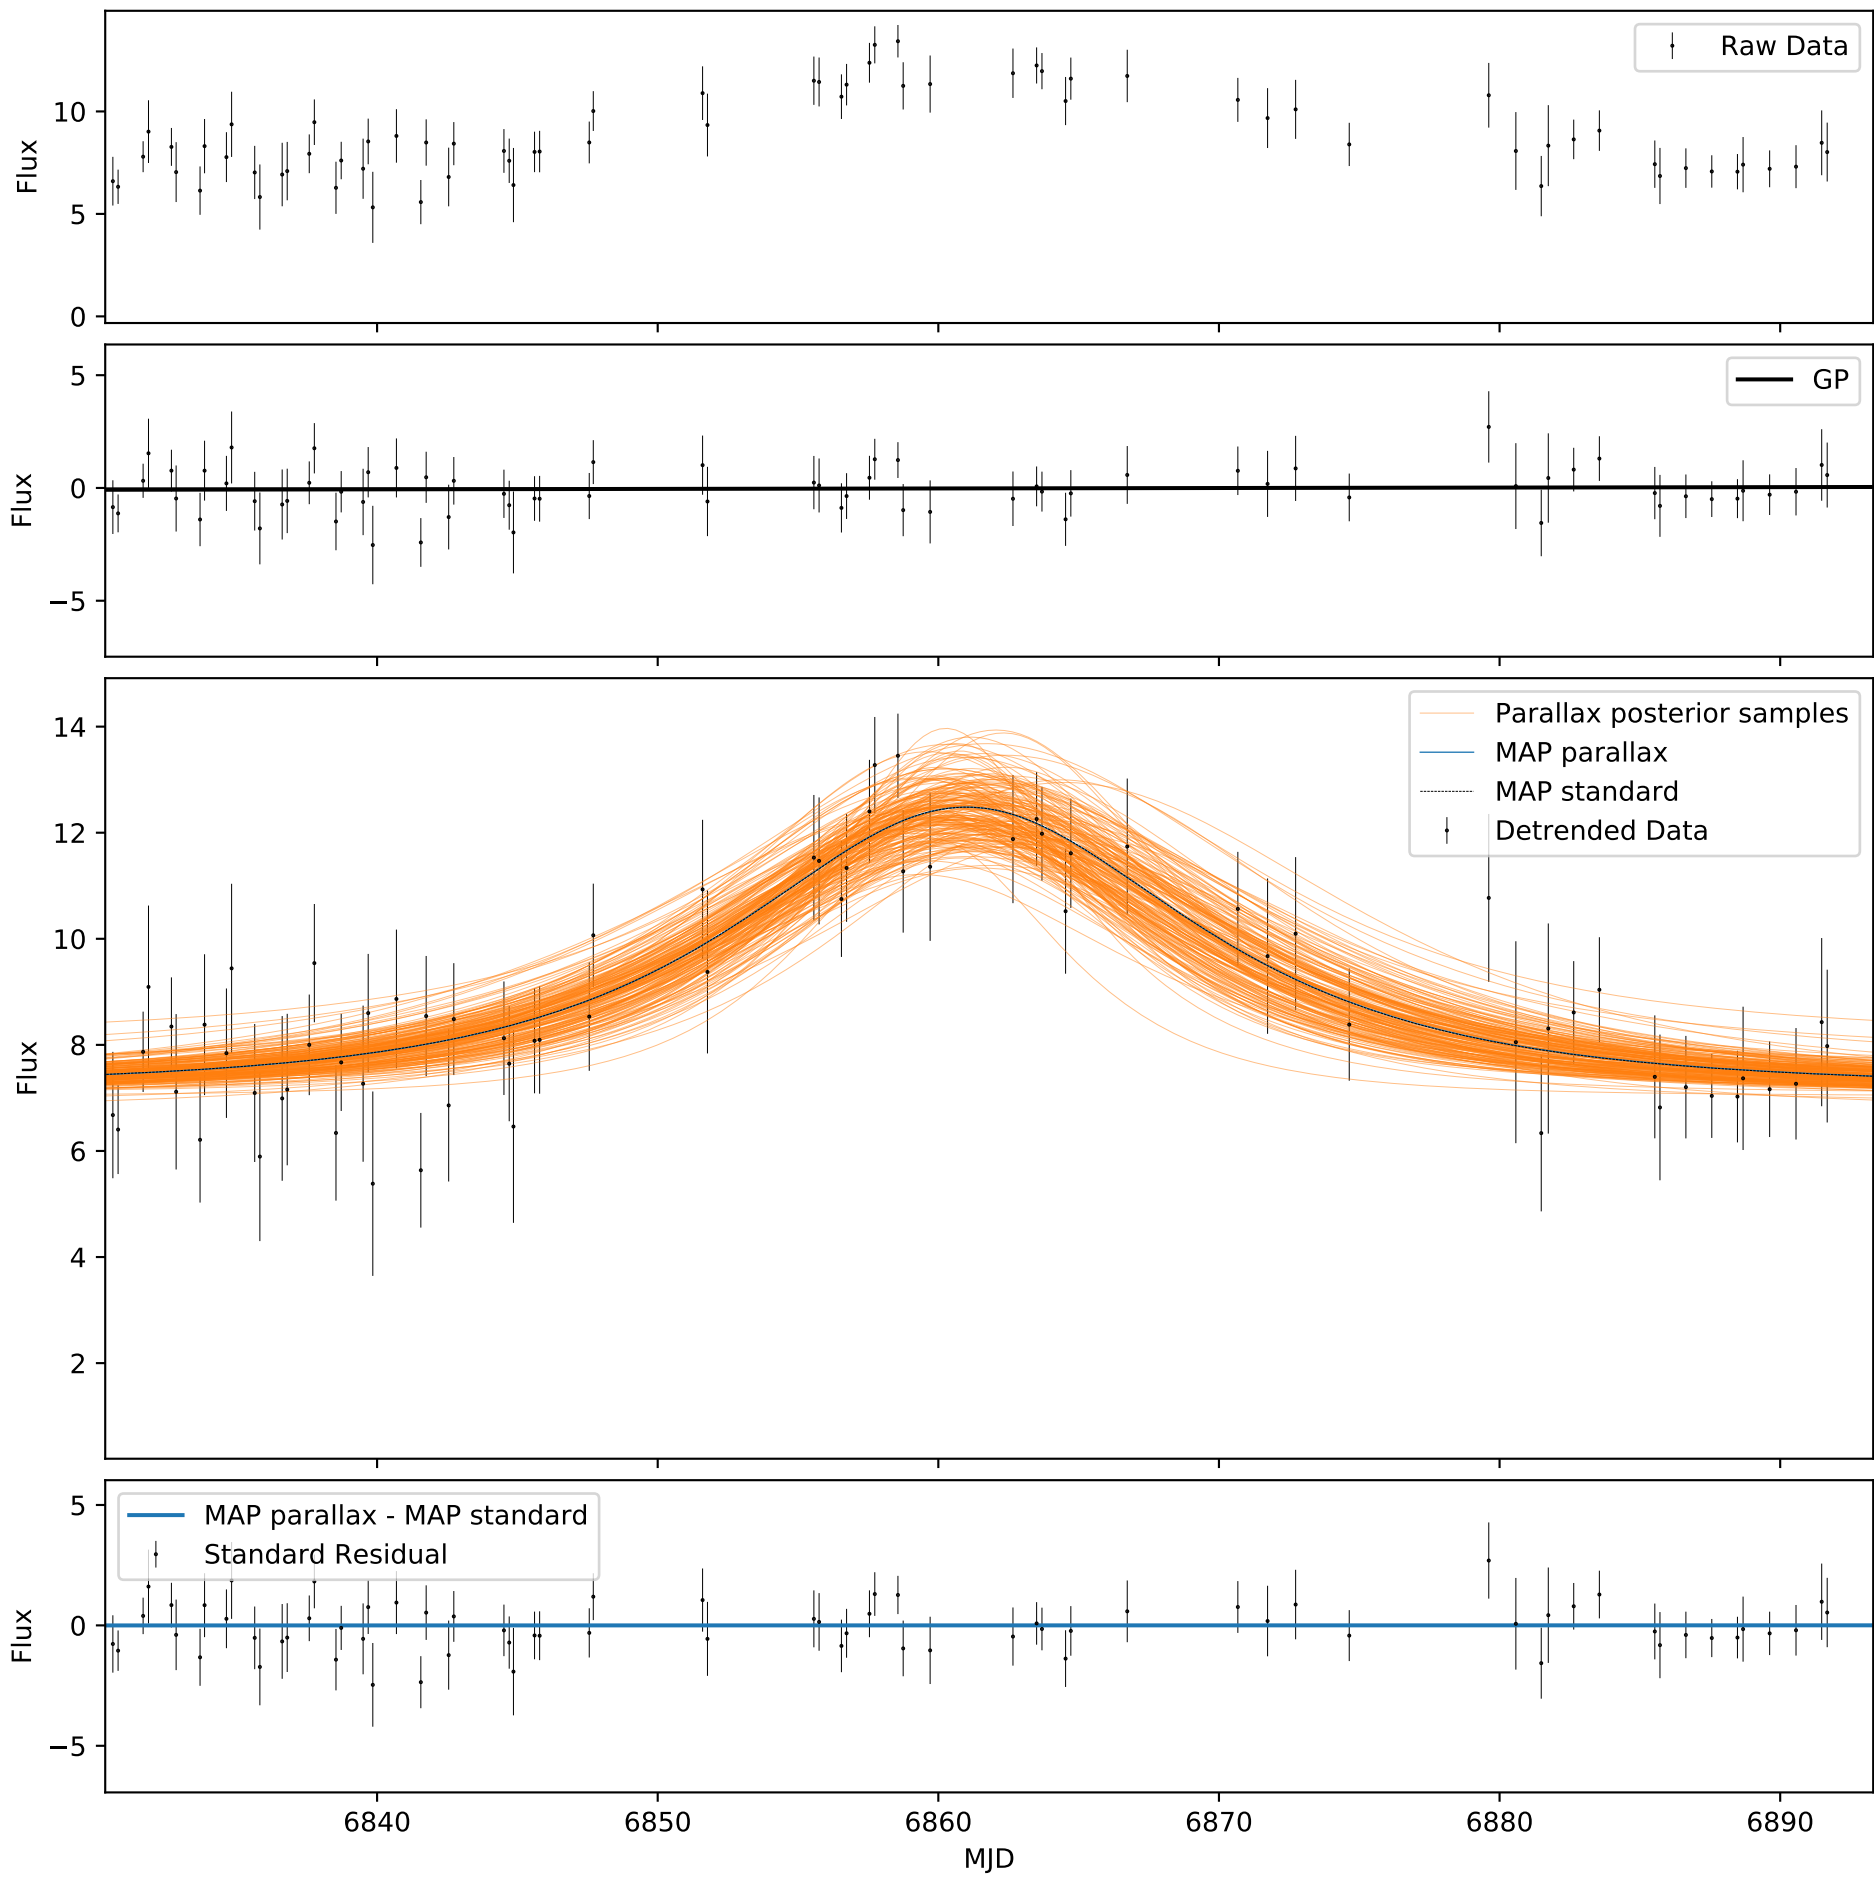 Raw Data
10
5
0
Flux
GP
5
0
−5
Flux
Parallax posterior samples
MAP parallax
MAP standard
Detrended Data
14
12
10
8
6
4
2
Flux
MAP parallax - MAP standard
Standard Residual
5
0
−5
Flux
6840 6850 6860 6870 6880 6890
MJD